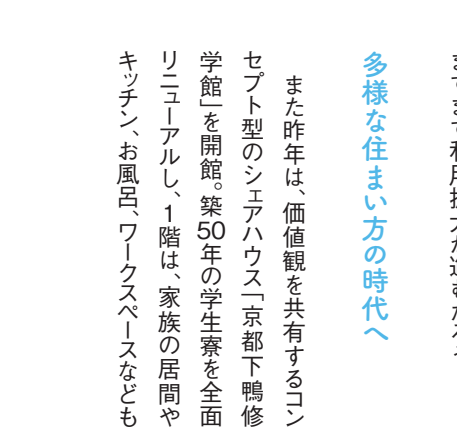 多様な住まい方の時代へ
また昨年は、価値観を共有するコン
セプト型のシェアハウス「京都下鴨修
学館」を開館。築50年の学生寮を全面
リニューアルし、1階は、家族の居間や
キッチン、お風呂、ワークスペースなども